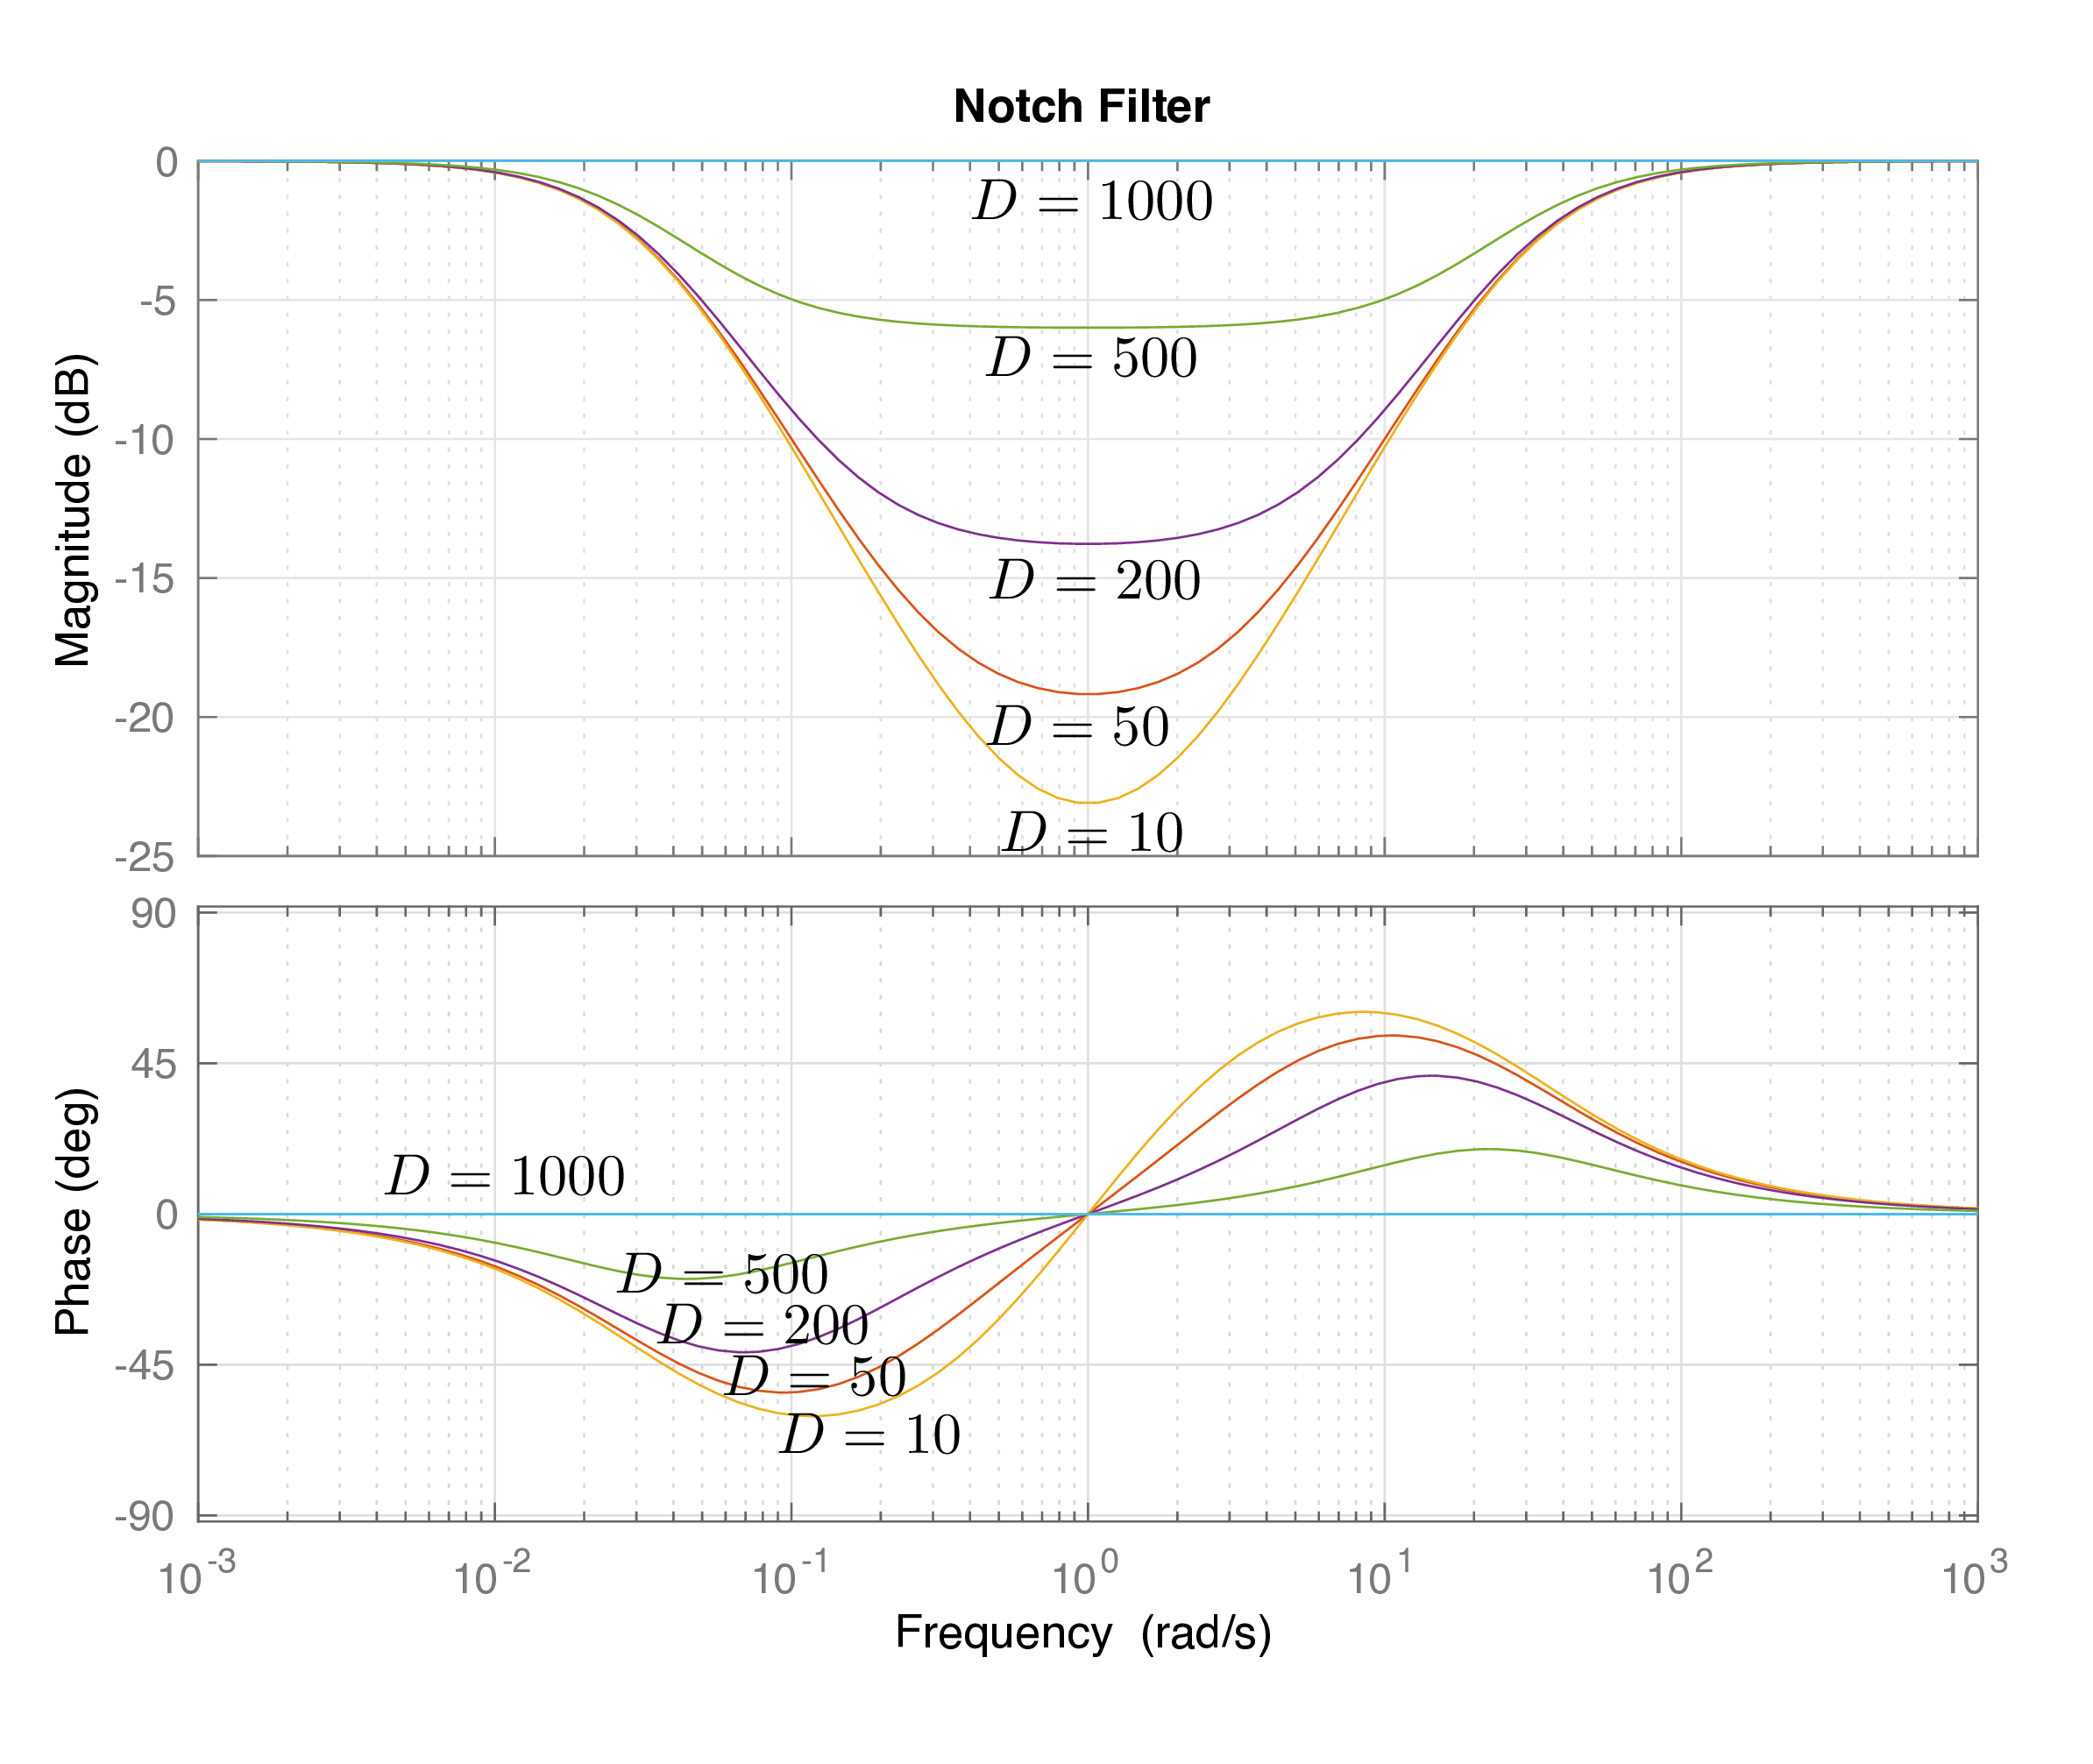 Notch Filter
0
-5
-10
-15
-20
-25
Magnitude (dB)
D = 1000
D = 500
D = 200
D = 50
D = 10
90
45
0
-45
-90
Phase (deg)
D = 1000
D = 500
D = 200
D = 50
D = 10
10^-3 10^-2 10^-1 10^0 10^1 10^2 10^3
Frequency (rad/s)